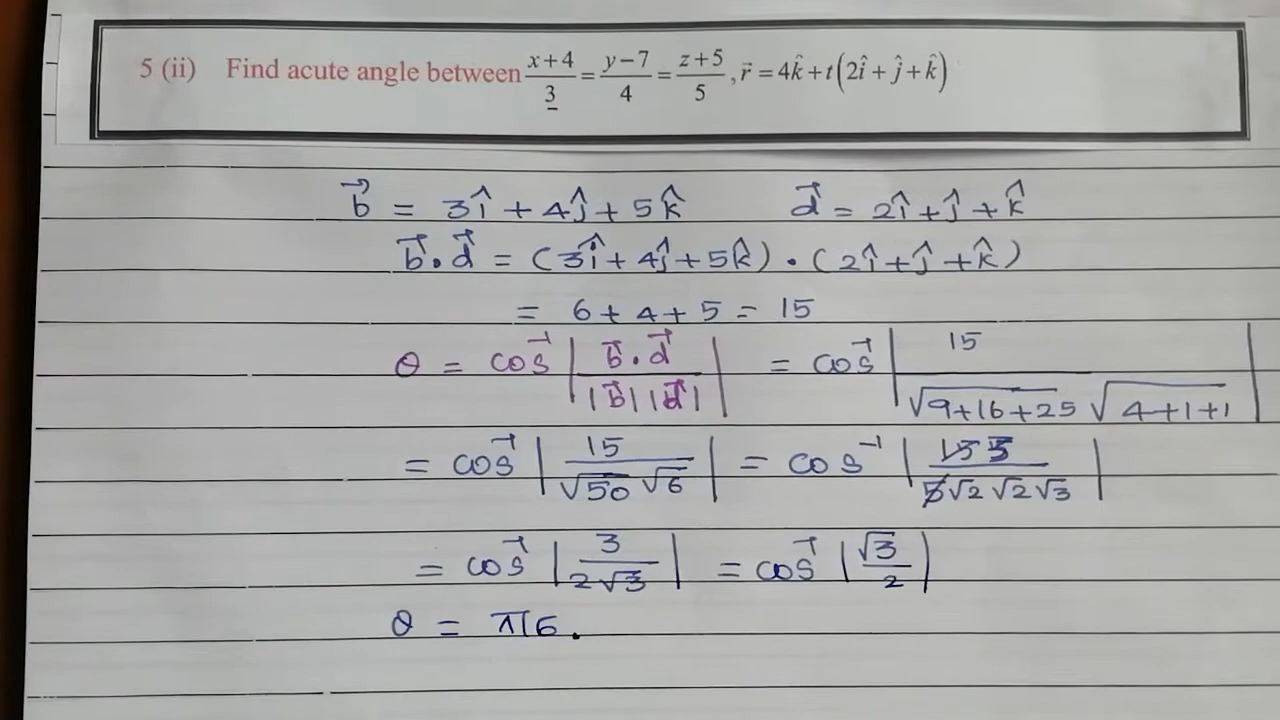 5 (ii) Find acute angle between (x+4)/3 = (y−7)/4 = (z+5)/5 , r⃗ = 4k̂ + t(2î + ĵ + k̂)
b⃗ = 3î + 4ĵ + 5k̂ d⃗ = 2î + ĵ + k̂
b⃗ . d⃗ = (3î + 4ĵ + 5k̂) . (2î + ĵ + k̂)
= 6 + 4 + 5 = 15
θ = cos⁻¹ | b⃗ . d⃗ / |b⃗| |d⃗| | = cos⁻¹ | 15 / √(9+16+25) √(4+1+1) |
= cos⁻¹ | 15 / √50 √6 | = cos⁻¹ | 15 3 / 5√2 √2 √3 |
= cos⁻¹ | 3 / 2√3 | = cos⁻¹ | √3 / 2 |
θ = π/6 .